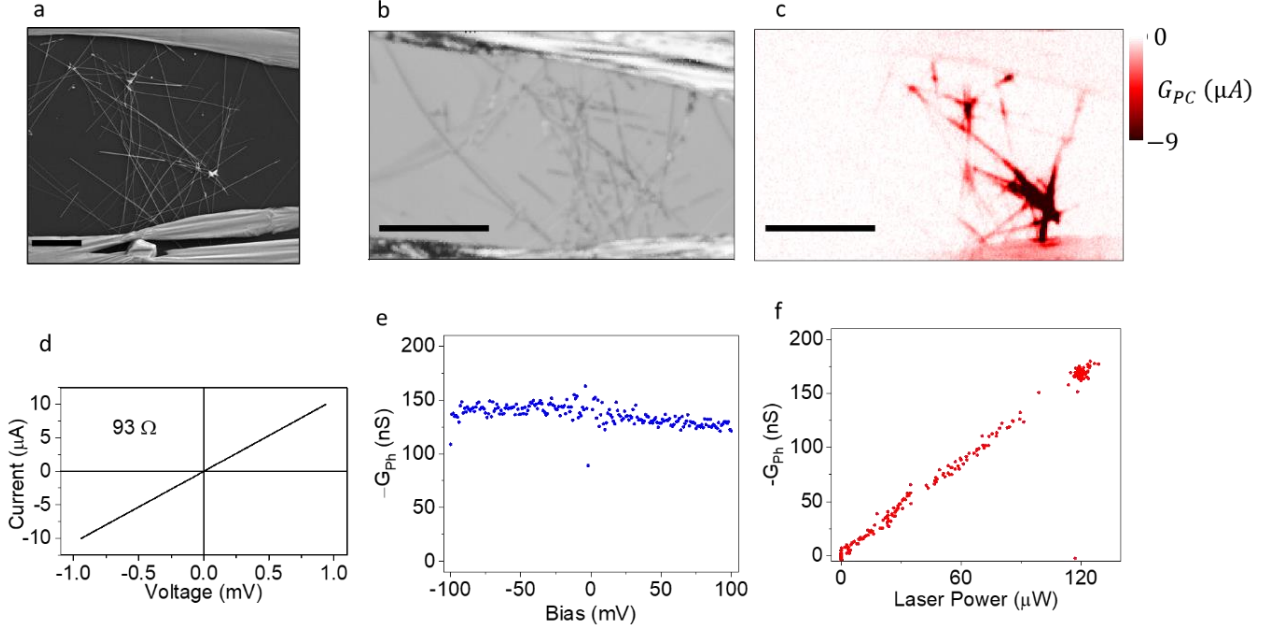 a
b
c
0
G_PC (μA)
−9
d
93 Ω
Current (μA)
10
5
0
-5
-10
-1.0
-0.5
0.0
0.5
1.0
Voltage (mV)
e
−G_Ph (nS)
200
150
100
50
0
-100
-50
0
50
100
Bias (mV)
f
-G_Ph (nS)
200
150
100
50
0
0
60
120
Laser Power (μW)